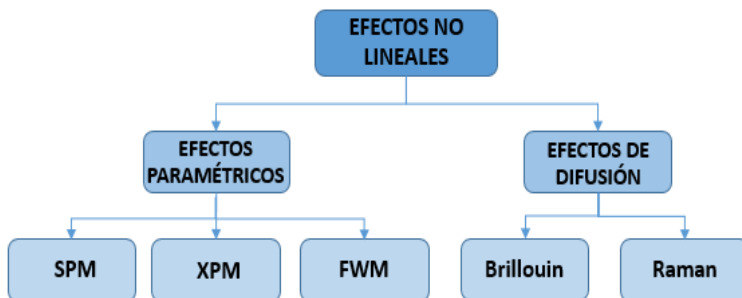 EFECTOS NO
LINEALES
EFECTOS
PARAMÉTRICOS
EFECTOS DE
DIFUSIÓN
SPM
XPM
FWM
Brillouin
Raman